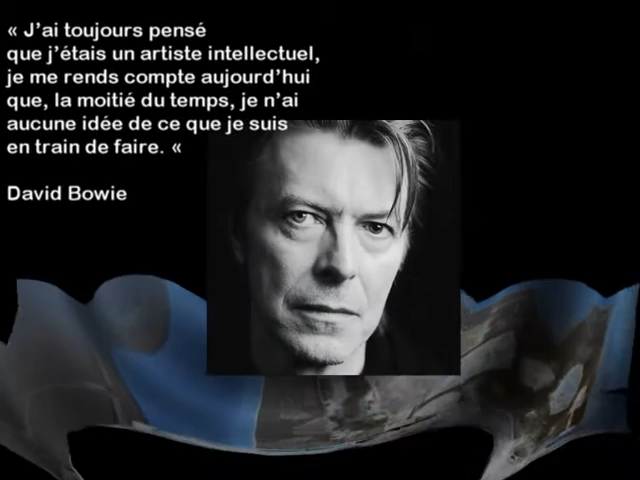 « J’ai toujours pensé
que j’étais un artiste intellectuel,
je me rends compte aujourd’hui
que, la moitié du temps, je n’ai
aucune idée de ce que je suis
en train de faire. «
David Bowie